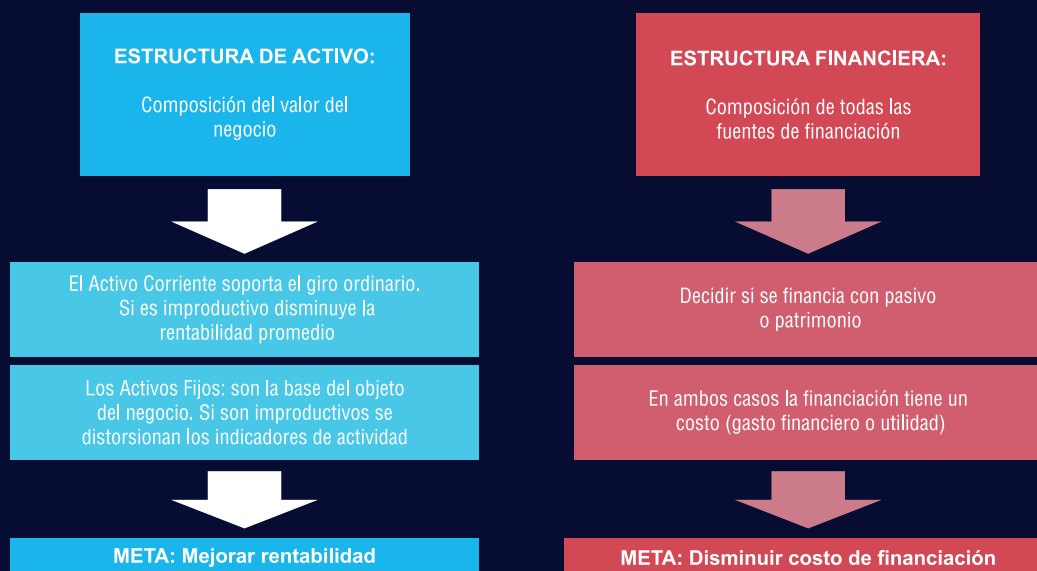 ESTRUCTURA DE ACTIVO:
Composición del valor del
negocio
El Activo Corriente soporta el giro ordinario.
Si es improductivo disminuye la
rentabilidad promedio
Los Activos Fijos: son la base del objeto
del negocio. Si son improductivos se
distorsionan los indicadores de actividad
META: Mejorar rentabilidad
ESTRUCTURA FINANCIERA:
Composición de todas las
fuentes de financiación
Decidir si se financia con pasivo
o patrimonio
En ambos casos la financiación tiene un
costo (gasto financiero o utilidad)
META: Disminuir costo de financiación